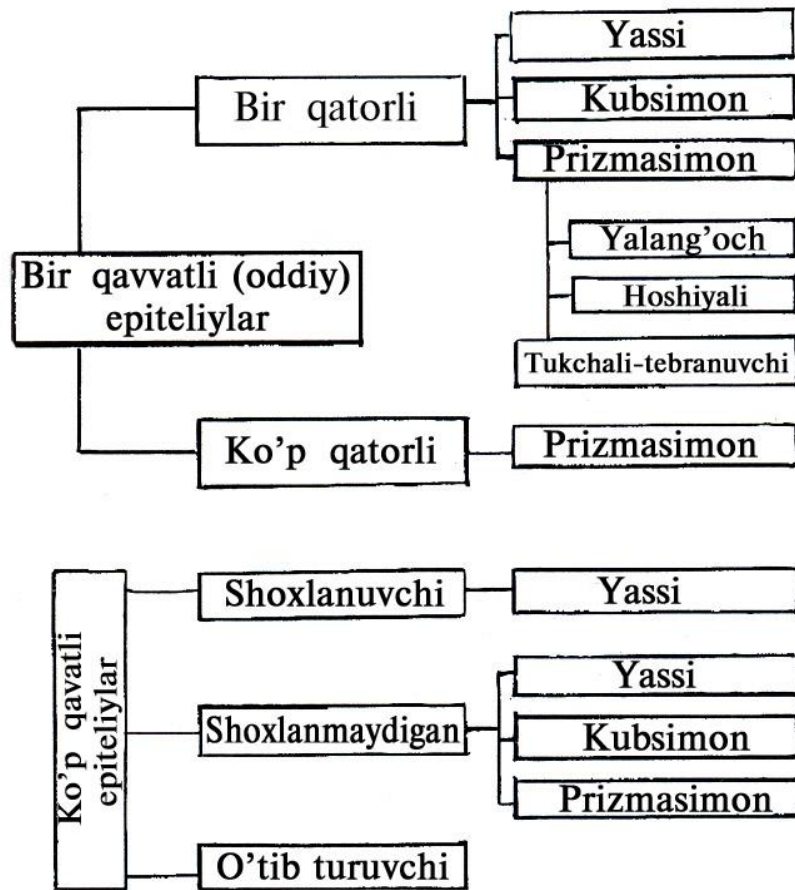 Yassi
Bir qatorli
Kubsimon
Prizmasimon
Yalang'och
Bir qavvatli (oddiy)
epiteliylar
Hoshiyali
Tukchali-tebranuvchi
Ko'p qatorli
Prizmasimon
Ko'p qavatli
epiteliylar
Shoxlanuvchi
Yassi
Shoxlanmaydigan
Yassi
Kubsimon
Prizmasimon
O'tib turuvchi